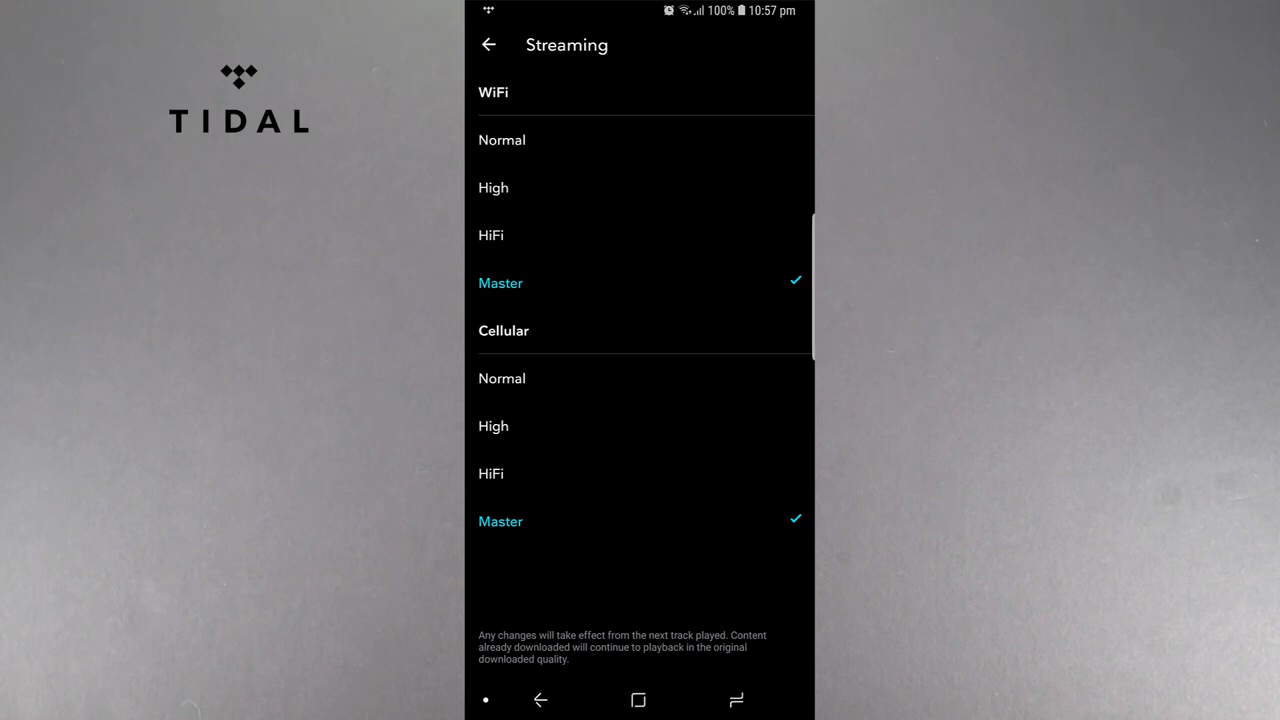 TIDAL
100% 10:57 pm
Streaming
WiFi
Normal
High
HiFi
Master
Cellular
Normal
High
HiFi
Master
Any changes will take effect from the next track played. Content
already downloaded will continue to playback in the original
downloaded quality.